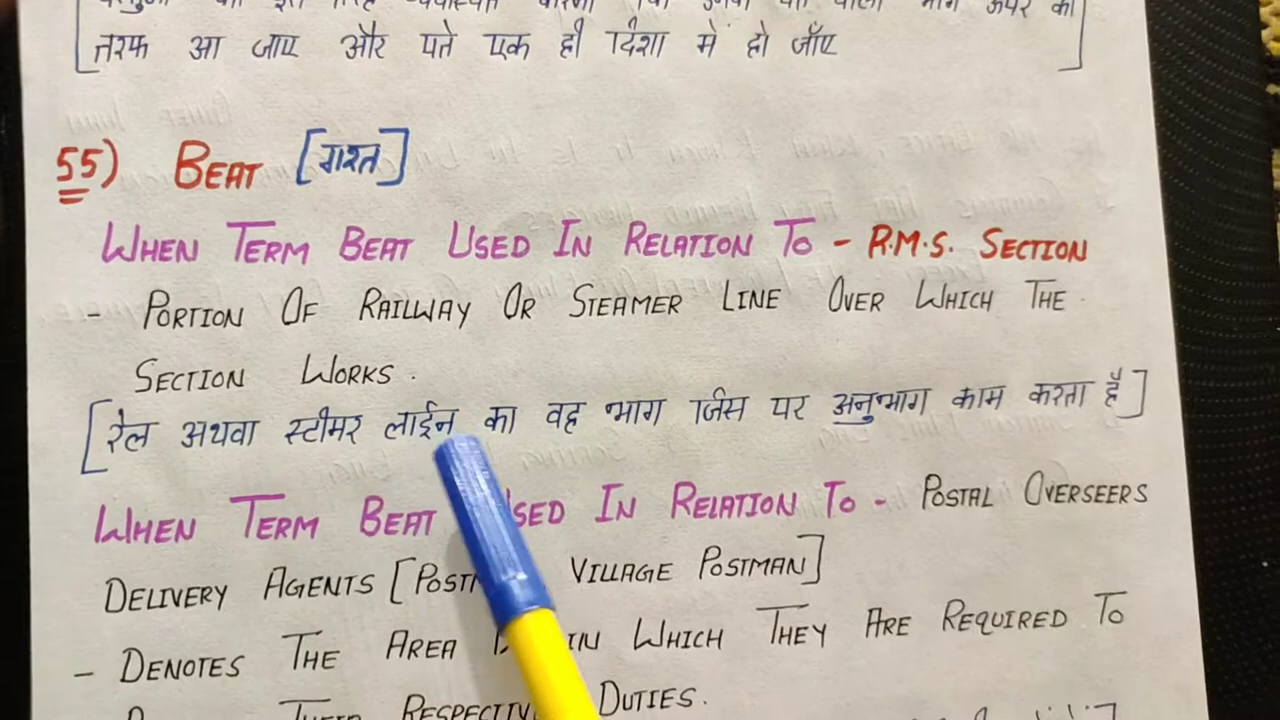 तरफ आ जाए और पते एक ही दिशा में हो जाँए]
55) BEAT [गश्त]
WHEN TERM BEAT USED IN RELATION TO - R.M.S. SECTION
- PORTION OF RAILWAY OR STEAMER LINE OVER WHICH THE
SECTION WORKS.
[रेल अथवा स्टीमर लाईन का वह भाग जिस पर अनुभाग काम करता है]
WHEN TERM BEAT USED IN RELATION TO - POSTAL OVERSEERS
DELIVERY AGENTS [VILLAGE POSTMAN]
- DENOTES THE AREA IN WHICH THEY ARE REQUIRED TO
THEIR DUTIES.